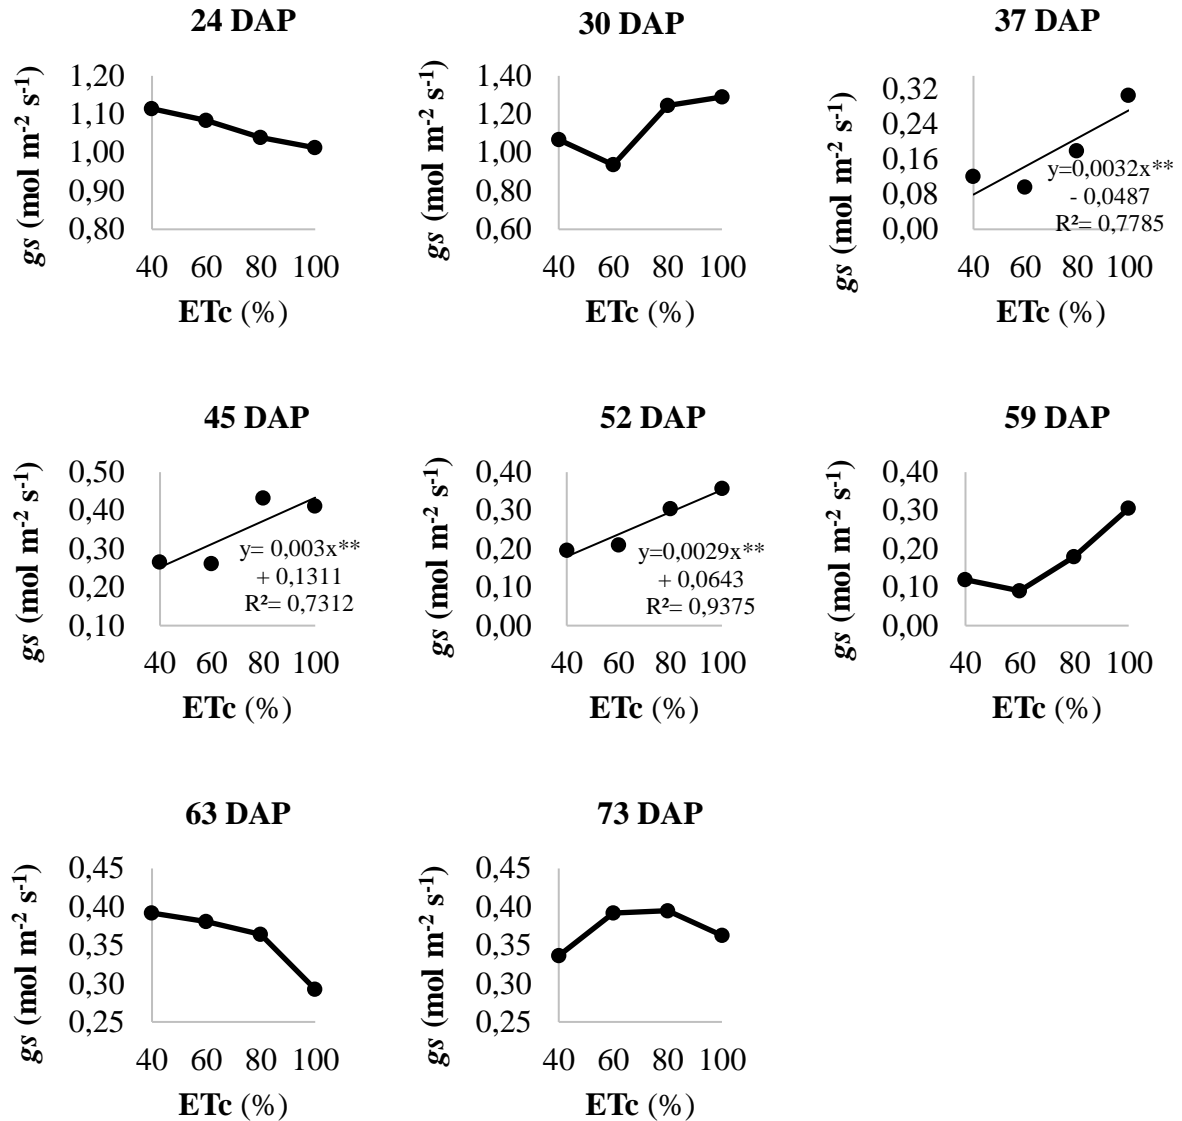 24 DAP
gs (mol m⁻² s⁻¹)
1,20
1,10
1,00
0,90
0,80
40 60 80 100
ETc (%)
30 DAP
gs (mol m⁻² s⁻¹)
1,40
1,20
1,00
0,80
0,60
40 60 80 100
ETc (%)
37 DAP
gs (mol m⁻² s⁻¹)
0,32
0,24
0,16
0,08
0,00
y=0,0032x**
- 0,0487
R²= 0,7785
40 60 80 100
ETc (%)
45 DAP
gs (mol m⁻² s⁻¹)
0,50
0,40
0,30
0,20
0,10
y= 0,003x**
+ 0,1311
R²= 0,7312
40 60 80 100
ETc (%)
52 DAP
gs (mol m⁻² s⁻¹)
0,40
0,30
0,20
0,10
0,00
y=0,0029x**
+ 0,0643
R²= 0,9375
40 60 80 100
ETc (%)
59 DAP
gs (mol m⁻² s⁻¹)
0,40
0,30
0,20
0,10
0,00
40 60 80 100
ETc (%)
63 DAP
gs (mol m⁻² s⁻¹)
0,45
0,40
0,35
0,30
0,25
40 60 80 100
ETc (%)
73 DAP
gs (mol m⁻² s⁻¹)
0,45
0,40
0,35
0,30
0,25
40 60 80 100
ETc (%)